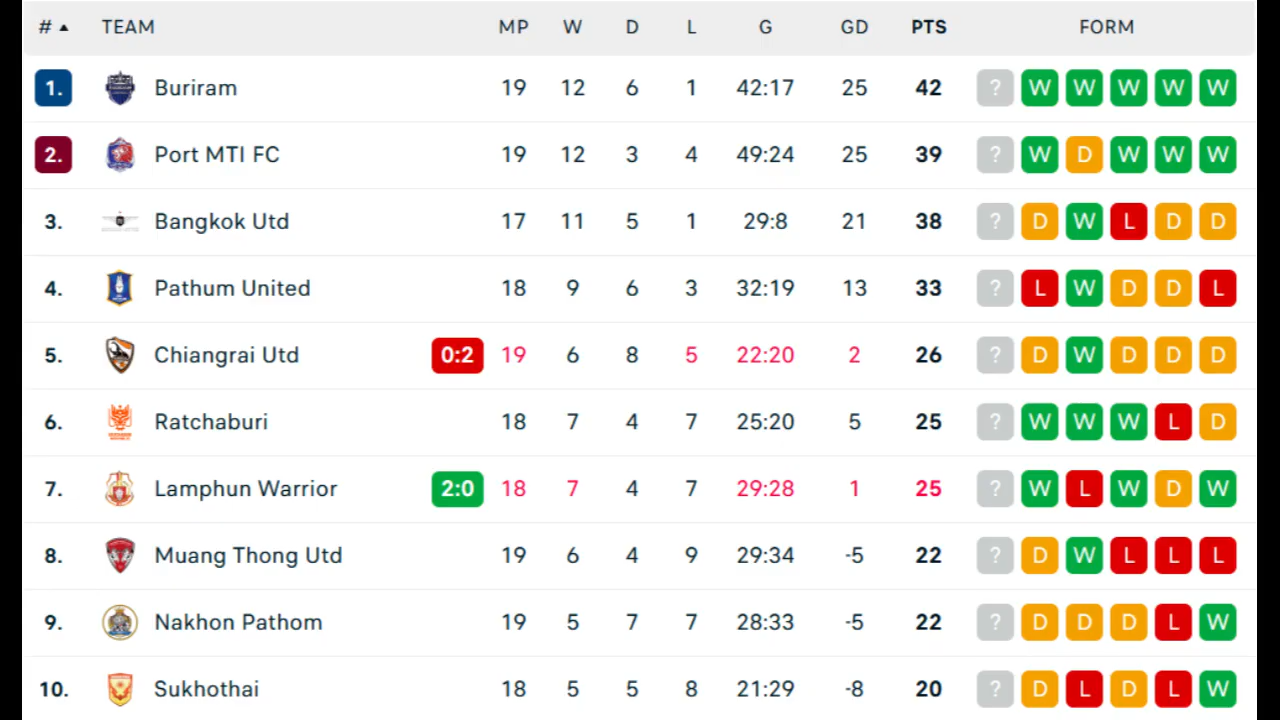 # TEAM MP W D L G GD PTS FORM
1. Buriram 19 12 6 1 42:17 25 42 ? W W W W W
2. Port MTI FC 19 12 3 4 49:24 25 39 ? W D W W W
3. Bangkok Utd 17 11 5 1 29:8 21 38 ? D W L D D
4. Pathum United 18 9 6 3 32:19 13 33 ? L W D D L
5. Chiangrai Utd 0:2 19 6 8 5 22:20 2 26 ? D W D D D
6. Ratchaburi 18 7 4 7 25:20 5 25 ? W W W L D
7. Lamphun Warrior 2:0 18 7 4 7 29:28 1 25 ? W L W D W
8. Muang Thong Utd 19 6 4 9 29:34 -5 22 ? D W L L L
9. Nakhon Pathom 19 5 7 7 28:33 -5 22 ? D D D L W
10. Sukhothai 18 5 5 8 21:29 -8 20 ? D L D L W